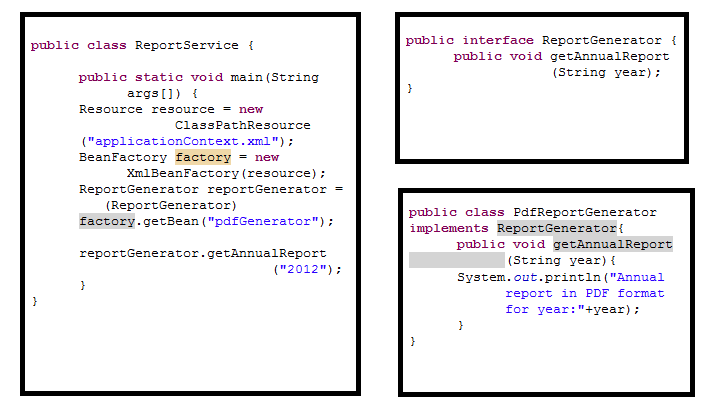 public class ReportService {
public static void main(String
args[]) {
Resource resource = new
ClassPathResource
("applicationContext.xml");
BeanFactory factory = new
XmlBeanFactory(resource);
ReportGenerator reportGenerator =
(ReportGenerator)
factory.getBean("pdfGenerator");
reportGenerator.getAnnualReport
("2012");
}
}
public interface ReportGenerator {
public void getAnnualReport
(String year);
}
public class PdfReportGenerator
implements ReportGenerator{
public void getAnnualReport
(String year){
System.out.println("Annual
report in PDF format
for year:"+year);
}
}